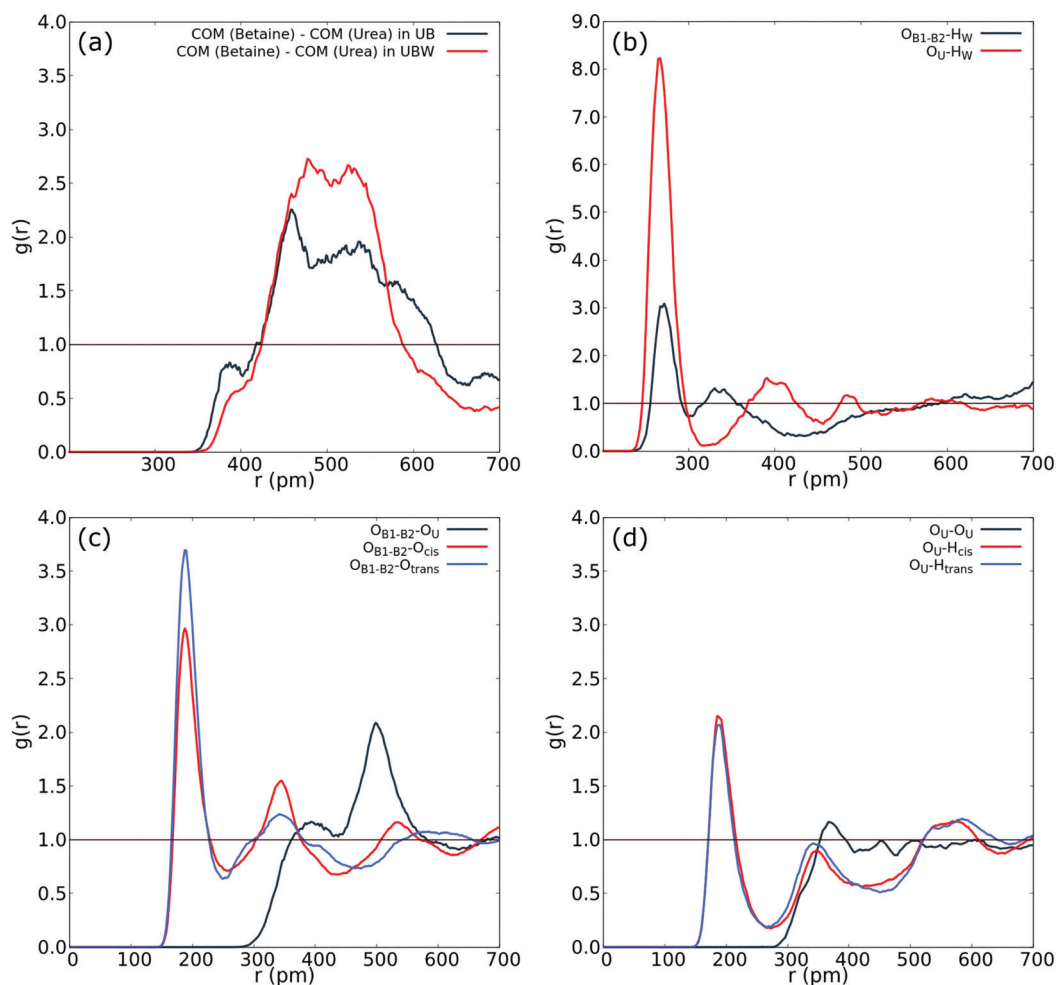 (a)
COM (Betaine) - COM (Urea) in UB
COM (Betaine) - COM (Urea) in UBW
g(r)
4.0
3.5
3.0
2.5
2.0
1.5
1.0
0.5
0.0
300 400 500 600 700
r (pm)
(b)
O_B1-B2-H_W
O_U-H_W
g(r)
9.0
8.0
7.0
6.0
5.0
4.0
3.0
2.0
1.0
0.0
300 400 500 600 700
r (pm)
(c)
O_B1-B2-O_U
O_B1-B2-O_cis
O_B1-B2-O_trans
g(r)
4.0
3.5
3.0
2.5
2.0
1.5
1.0
0.5
0.0
0 100 200 300 400 500 600 700
r (pm)
(d)
O_U-O_U
O_U-H_cis
O_U-H_trans
g(r)
4.0
3.5
3.0
2.5
2.0
1.5
1.0
0.5
0.0
0 100 200 300 400 500 600 700
r (pm)